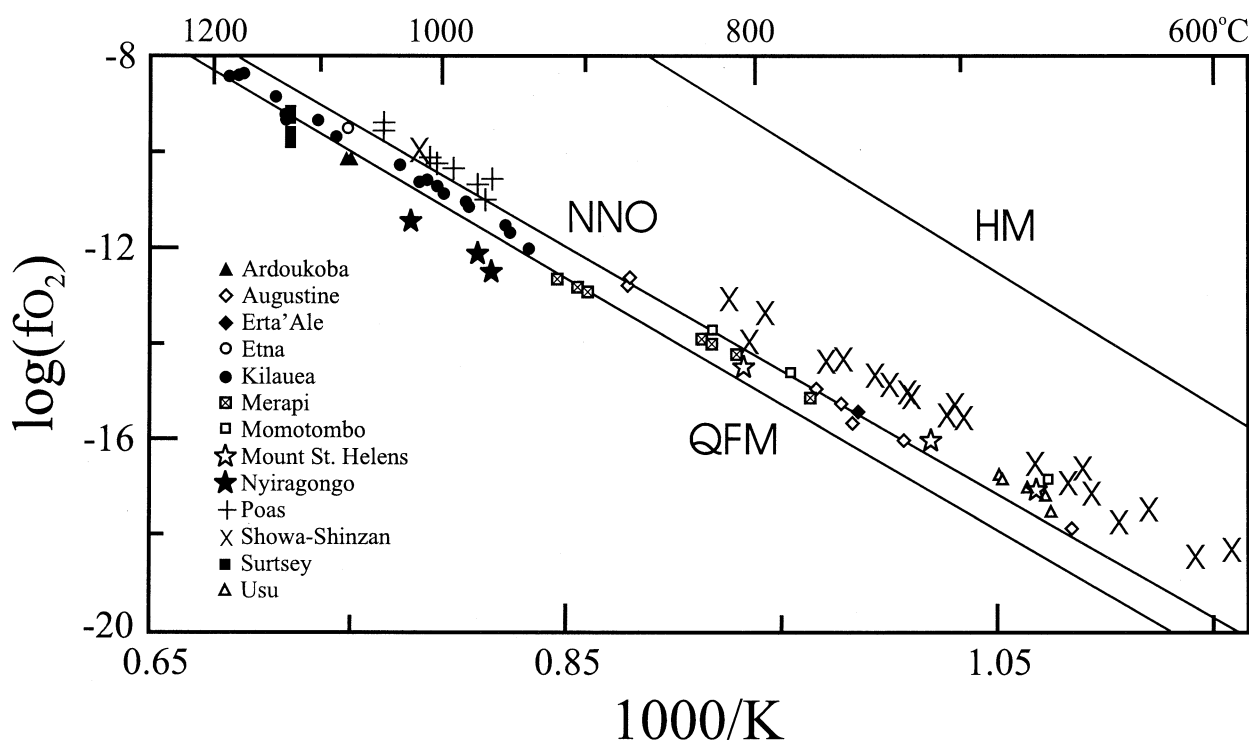 1200 1000 800 600°C
-8
NNO
HM
-12
Ardoukoba
Augustine
Erta'Ale
Etna
Kilauea
Merapi
Momotombo
Mount St. Helens
Nyiragongo
Poas
Showa-Shinzan
Surtsey
Usu
log(fO₂)
QFM
-16
-20
0.65 0.85 1.05
1000/K